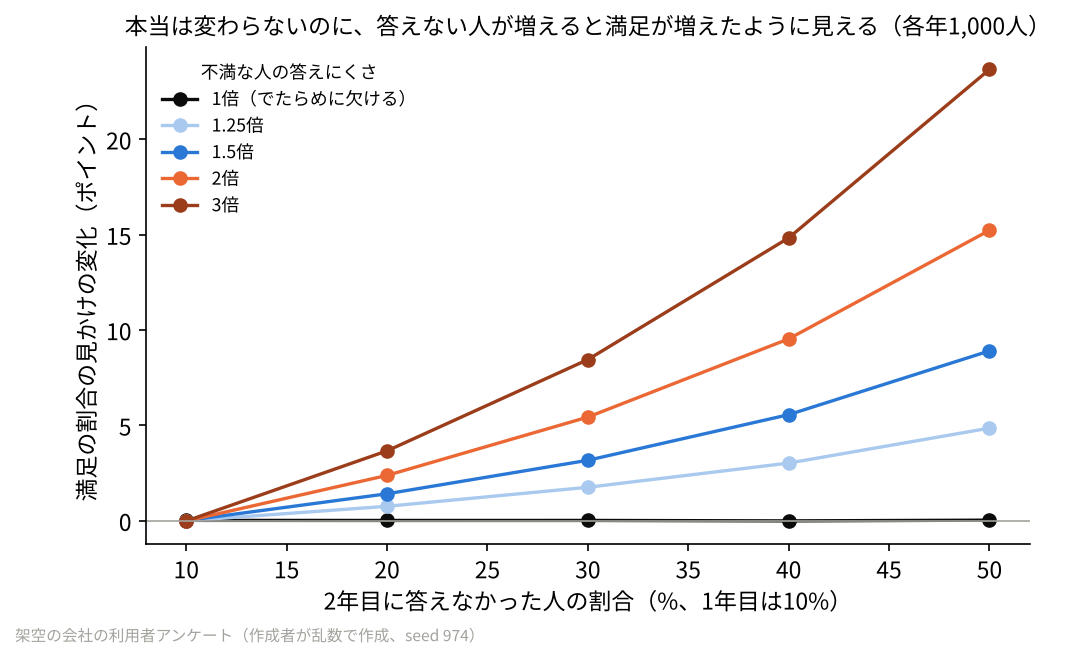 本当は変わらないのに、答えない人が増えると満足が増えたように見える（各年1,000人）
満足の割合の見かけの変化（ポイント）
不満な人の答えにくさ
1倍（でたらめに欠ける）
1.25倍
1.5倍
2倍
3倍
20
15
10
5
0
10 15 20 25 30 35 40 45 50
2年目に答えなかった人の割合（%、1年目は10%）
架空の会社の利用者アンケート（作成者が乱数で作成、seed 974）